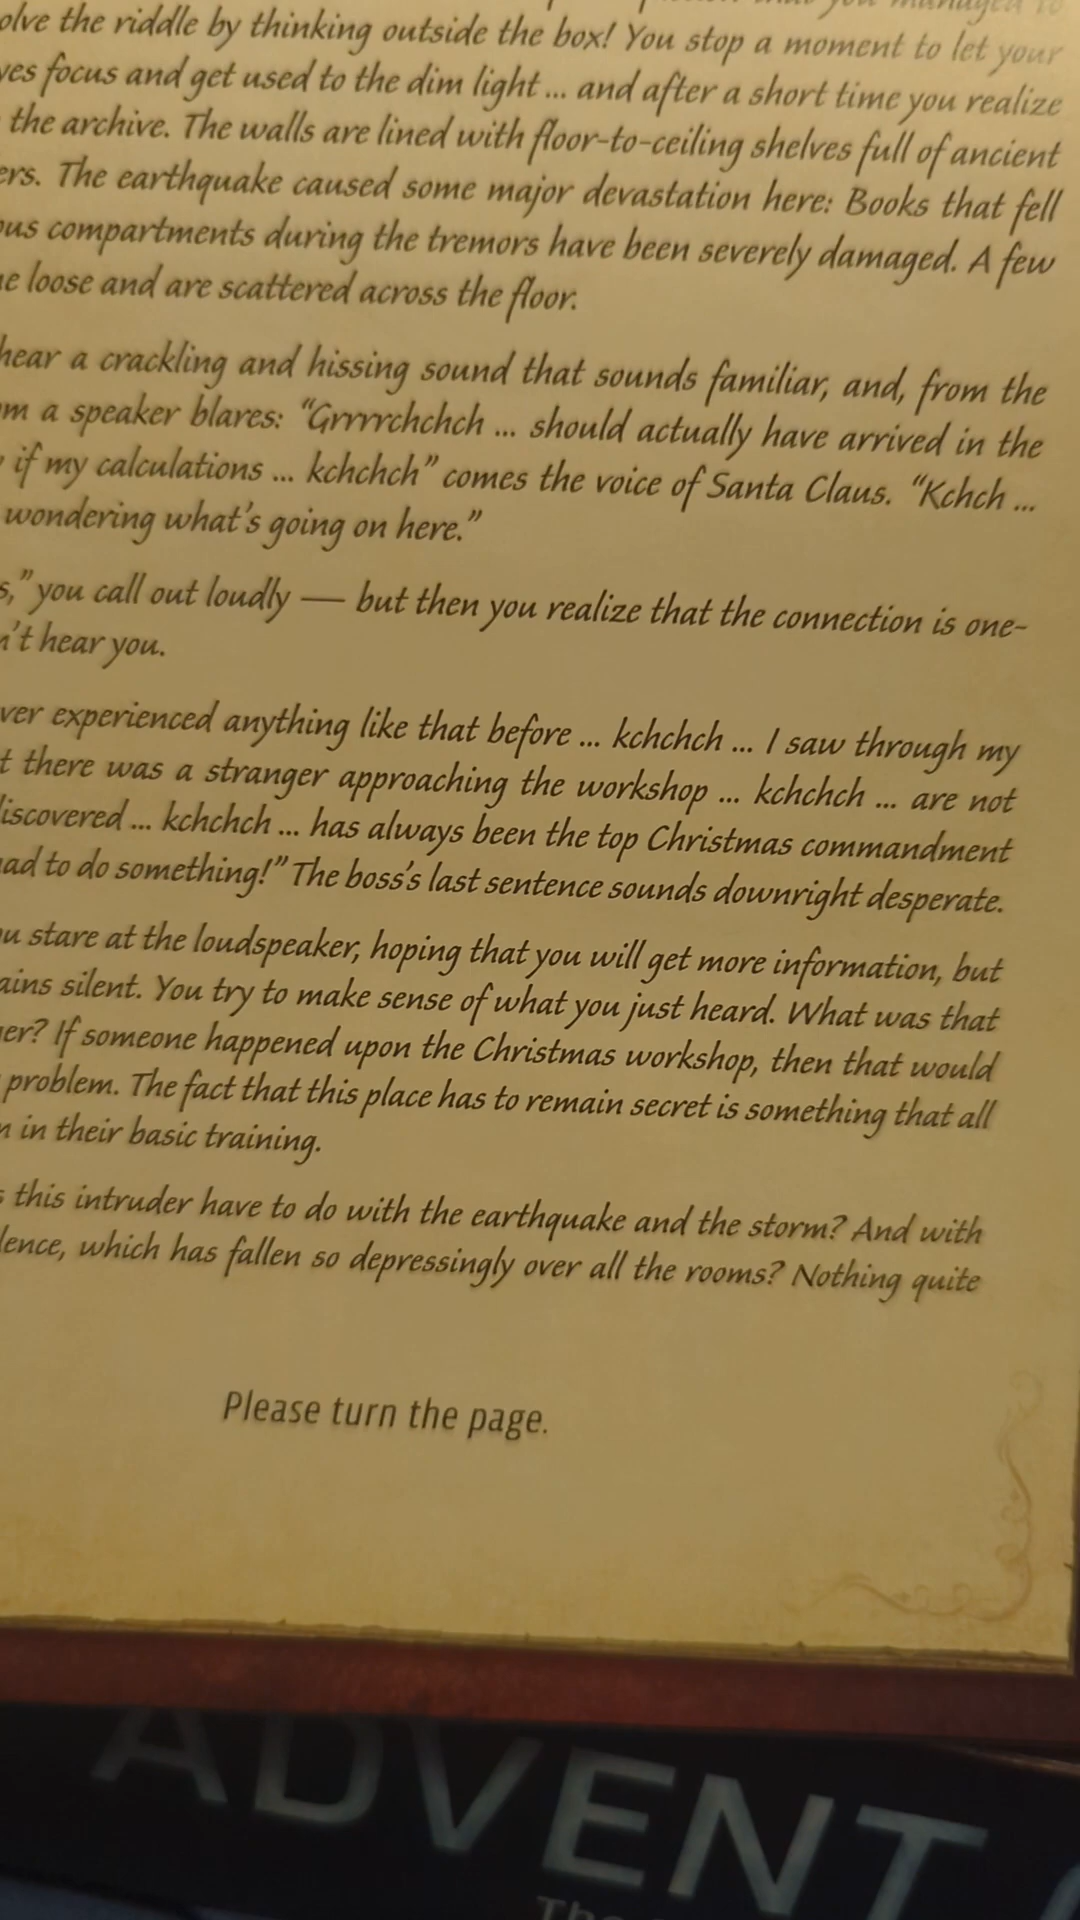 that you managed to
olve the riddle by thinking outside the box! You stop a moment to let your
yes focus and get used to the dim light ... and after a short time you realize
the archive. The walls are lined with floor-to-ceiling shelves full of ancient
ers. The earthquake caused some major devastation here: Books that fell
ous compartments during the tremors have been severely damaged. A few
e loose and are scattered across the floor.
hear a crackling and hissing sound that sounds familiar, and, from the
m a speaker blares: “Grrrrchchch ... should actually have arrived in the
if my calculations ... kchchch” comes the voice of Santa Claus. “Kchch ...
wondering what’s going on here.”
s,” you call out loudly — but then you realize that the connection is one-
n’t hear you.
ver experienced anything like that before ... kchchch ... I saw through my
t there was a stranger approaching the workshop ... kchchch ... are not
iscovered ... kchchch ... has always been the top Christmas commandment
ad to do something!” The boss’s last sentence sounds downright desperate.
u stare at the loudspeaker, hoping that you will get more information, but
ains silent. You try to make sense of what you just heard. What was that
er? If someone happened upon the Christmas workshop, then that would
problem. The fact that this place has to remain secret is something that all
n in their basic training.
s this intruder have to do with the earthquake and the storm? And with
lence, which has fallen so depressingly over all the rooms? Nothing quite
Please turn the page.
ADVENT
The